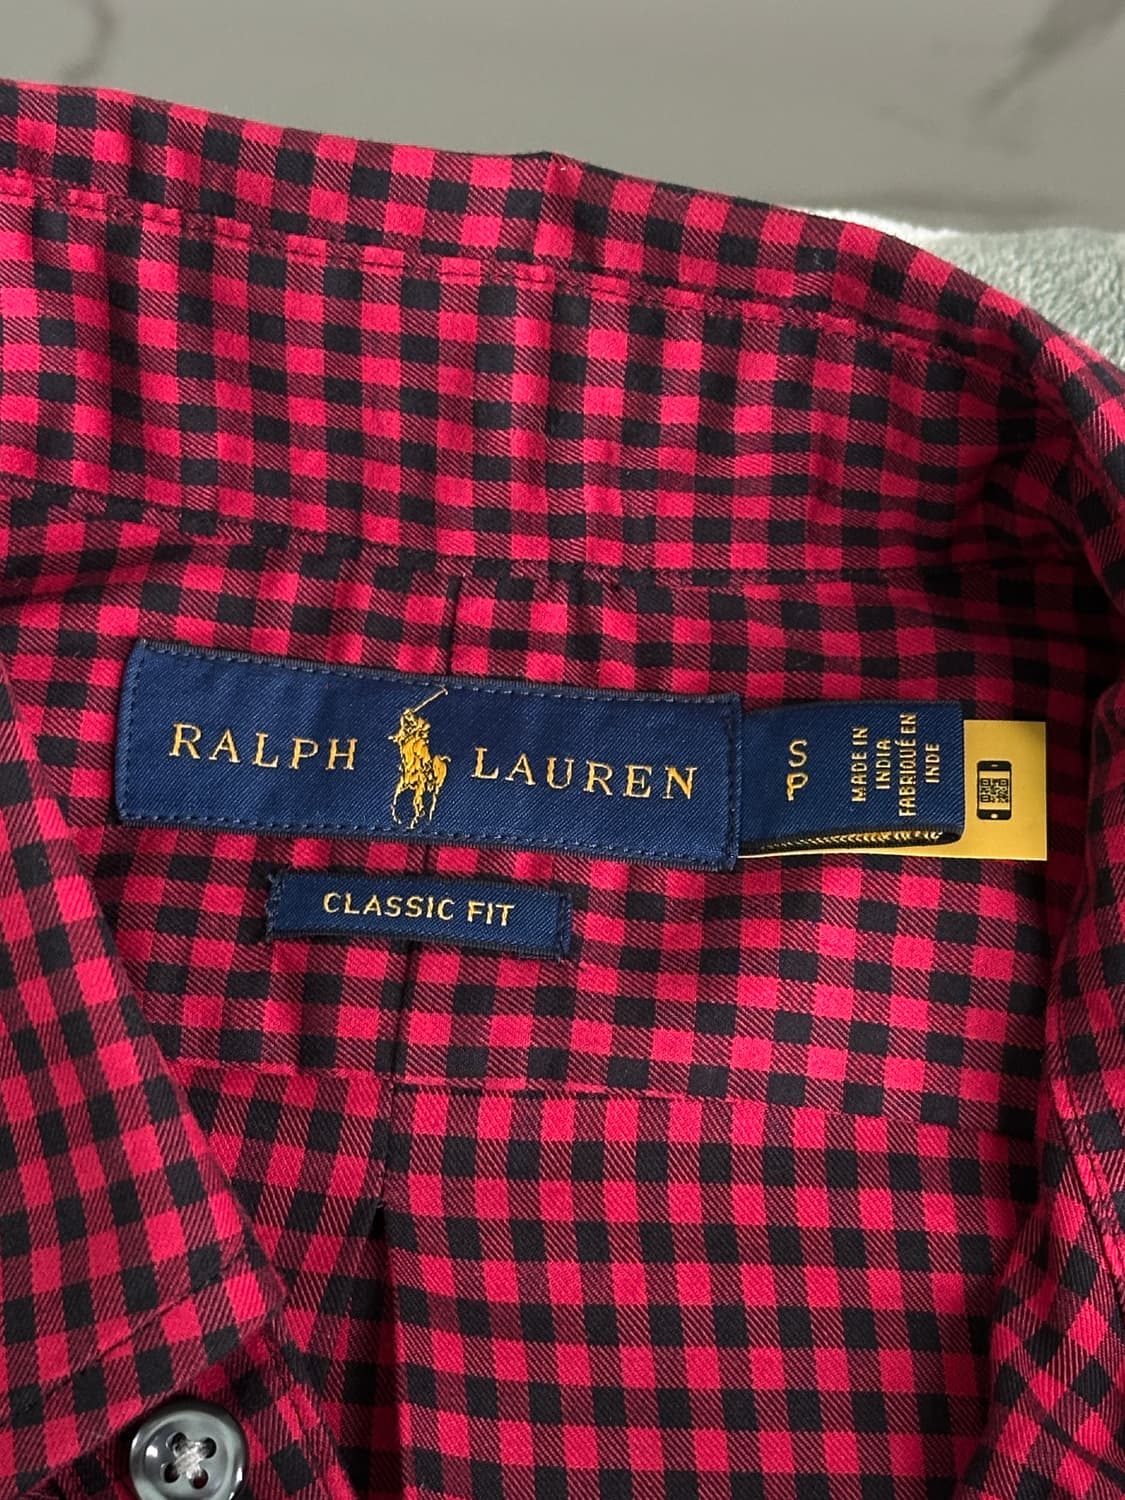 RALPH LAUREN
S
P
MADE IN
INDIA
FABRIQUÉ EN
INDE
CLASSIC FIT